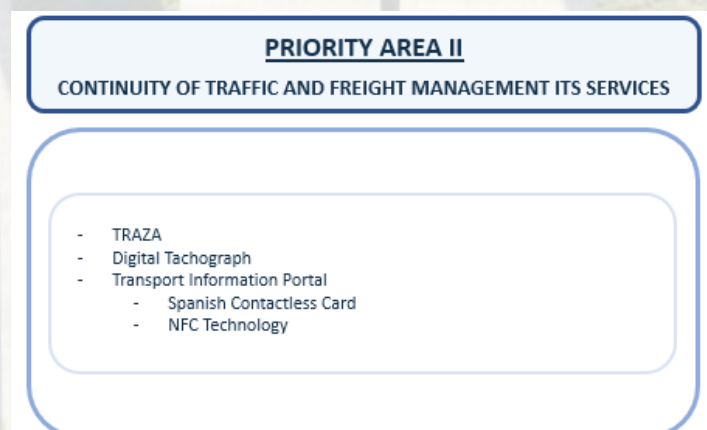 PRIORITY AREA II
CONTINUITY OF TRAFFIC AND FREIGHT MANAGEMENT ITS SERVICES
- TRAZA
- Digital Tachograph
- Transport Information Portal
- Spanish Contactless Card
- NFC Technology